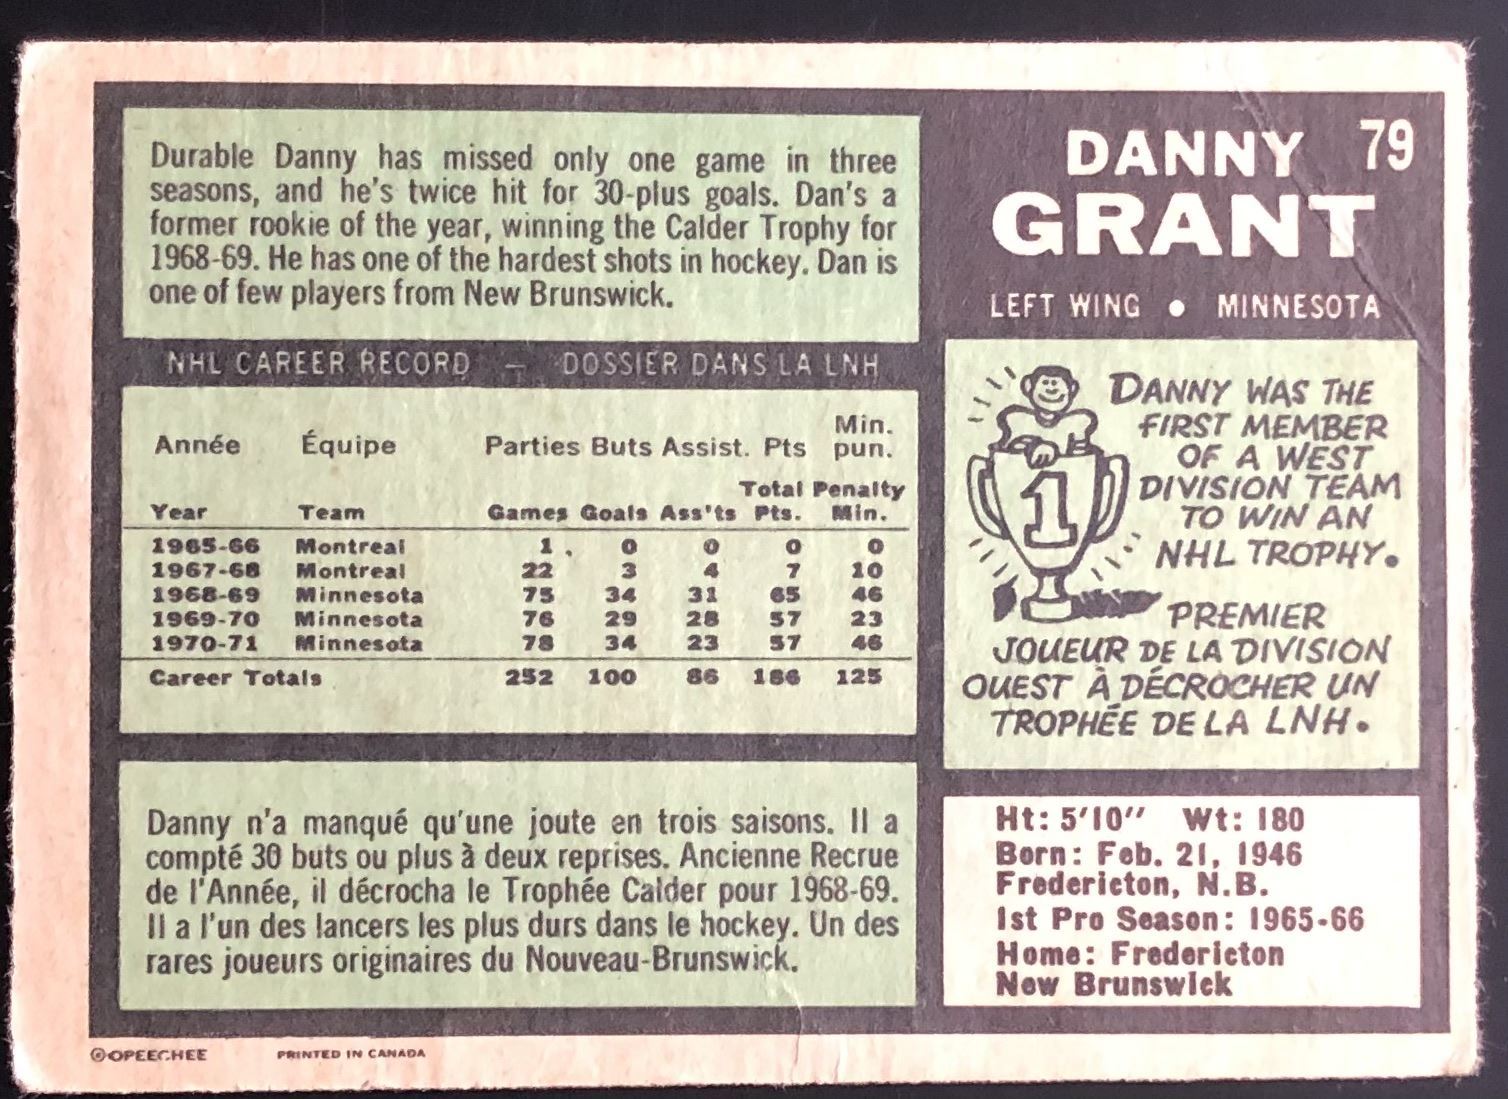 Durable Danny has missed only one game in three
seasons, and he's twice hit for 30-plus goals. Dan's a
former rookie of the year, winning the Calder Trophy for
1968-69. He has one of the hardest shots in hockey. Dan is
one of few players from New Brunswick.
DANNY 79
GRANT
LEFT WING • MINNESOTA
NHL CAREER RECORD — DOSSIER DANS LA LNH
Min.
Année Équipe Parties Buts Assist. Pts pun.
Total Penalty
Year Team Games Goals Ass'ts Pts. Min.
1965-66 Montreal 1 0 0 0 0
1967-68 Montreal 22 3 4 7 10
1968-69 Minnesota 75 34 31 65 46
1969-70 Minnesota 76 29 28 57 23
1970-71 Minnesota 78 34 23 57 46
Career Totals 252 100 86 186 125
DANNY WAS THE
FIRST MEMBER
OF A WEST
DIVISION TEAM
TO WIN AN
NHL TROPHY.
1
PREMIER
JOUEUR DE LA DIVISION
OUEST À DÉCROCHER UN
TROPHÉE DE LA LNH.
Danny n'a manqué qu'une joute en trois saisons. Il a
compté 30 buts ou plus à deux reprises. Ancienne Recrue
de l'Année, il décrocha le Trophée Calder pour 1968-69.
Il a l'un des lancers les plus durs dans le hockey. Un des
rares joueurs originaires du Nouveau-Brunswick.
Ht: 5'10" Wt: 180
Born: Feb. 21, 1946
Fredericton, N.B.
1st Pro Season: 1965-66
Home: Fredericton
New Brunswick
©OPEECHEE PRINTED IN CANADA